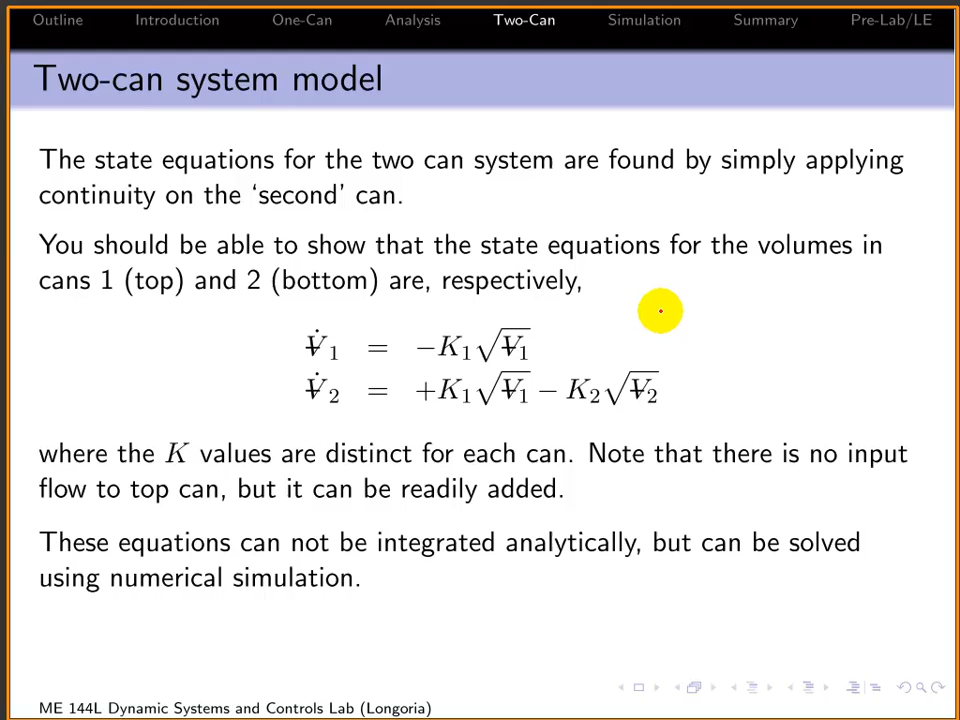 Outline Introduction One-Can Analysis Two-Can Simulation Summary Pre-Lab/LE
Two-can system model
The state equations for the two can system are found by simply applying
continuity on the ‘second’ can.
You should be able to show that the state equations for the volumes in
cans 1 (top) and 2 (bottom) are, respectively,
V̶̇₁ = −K₁√V̶₁
V̶̇₂ = +K₁√V̶₁ − K₂√V̶₂
where the K values are distinct for each can. Note that there is no input
flow to top can, but it can be readily added.
These equations can not be integrated analytically, but can be solved
using numerical simulation.
ME 144L Dynamic Systems and Controls Lab (Longoria)